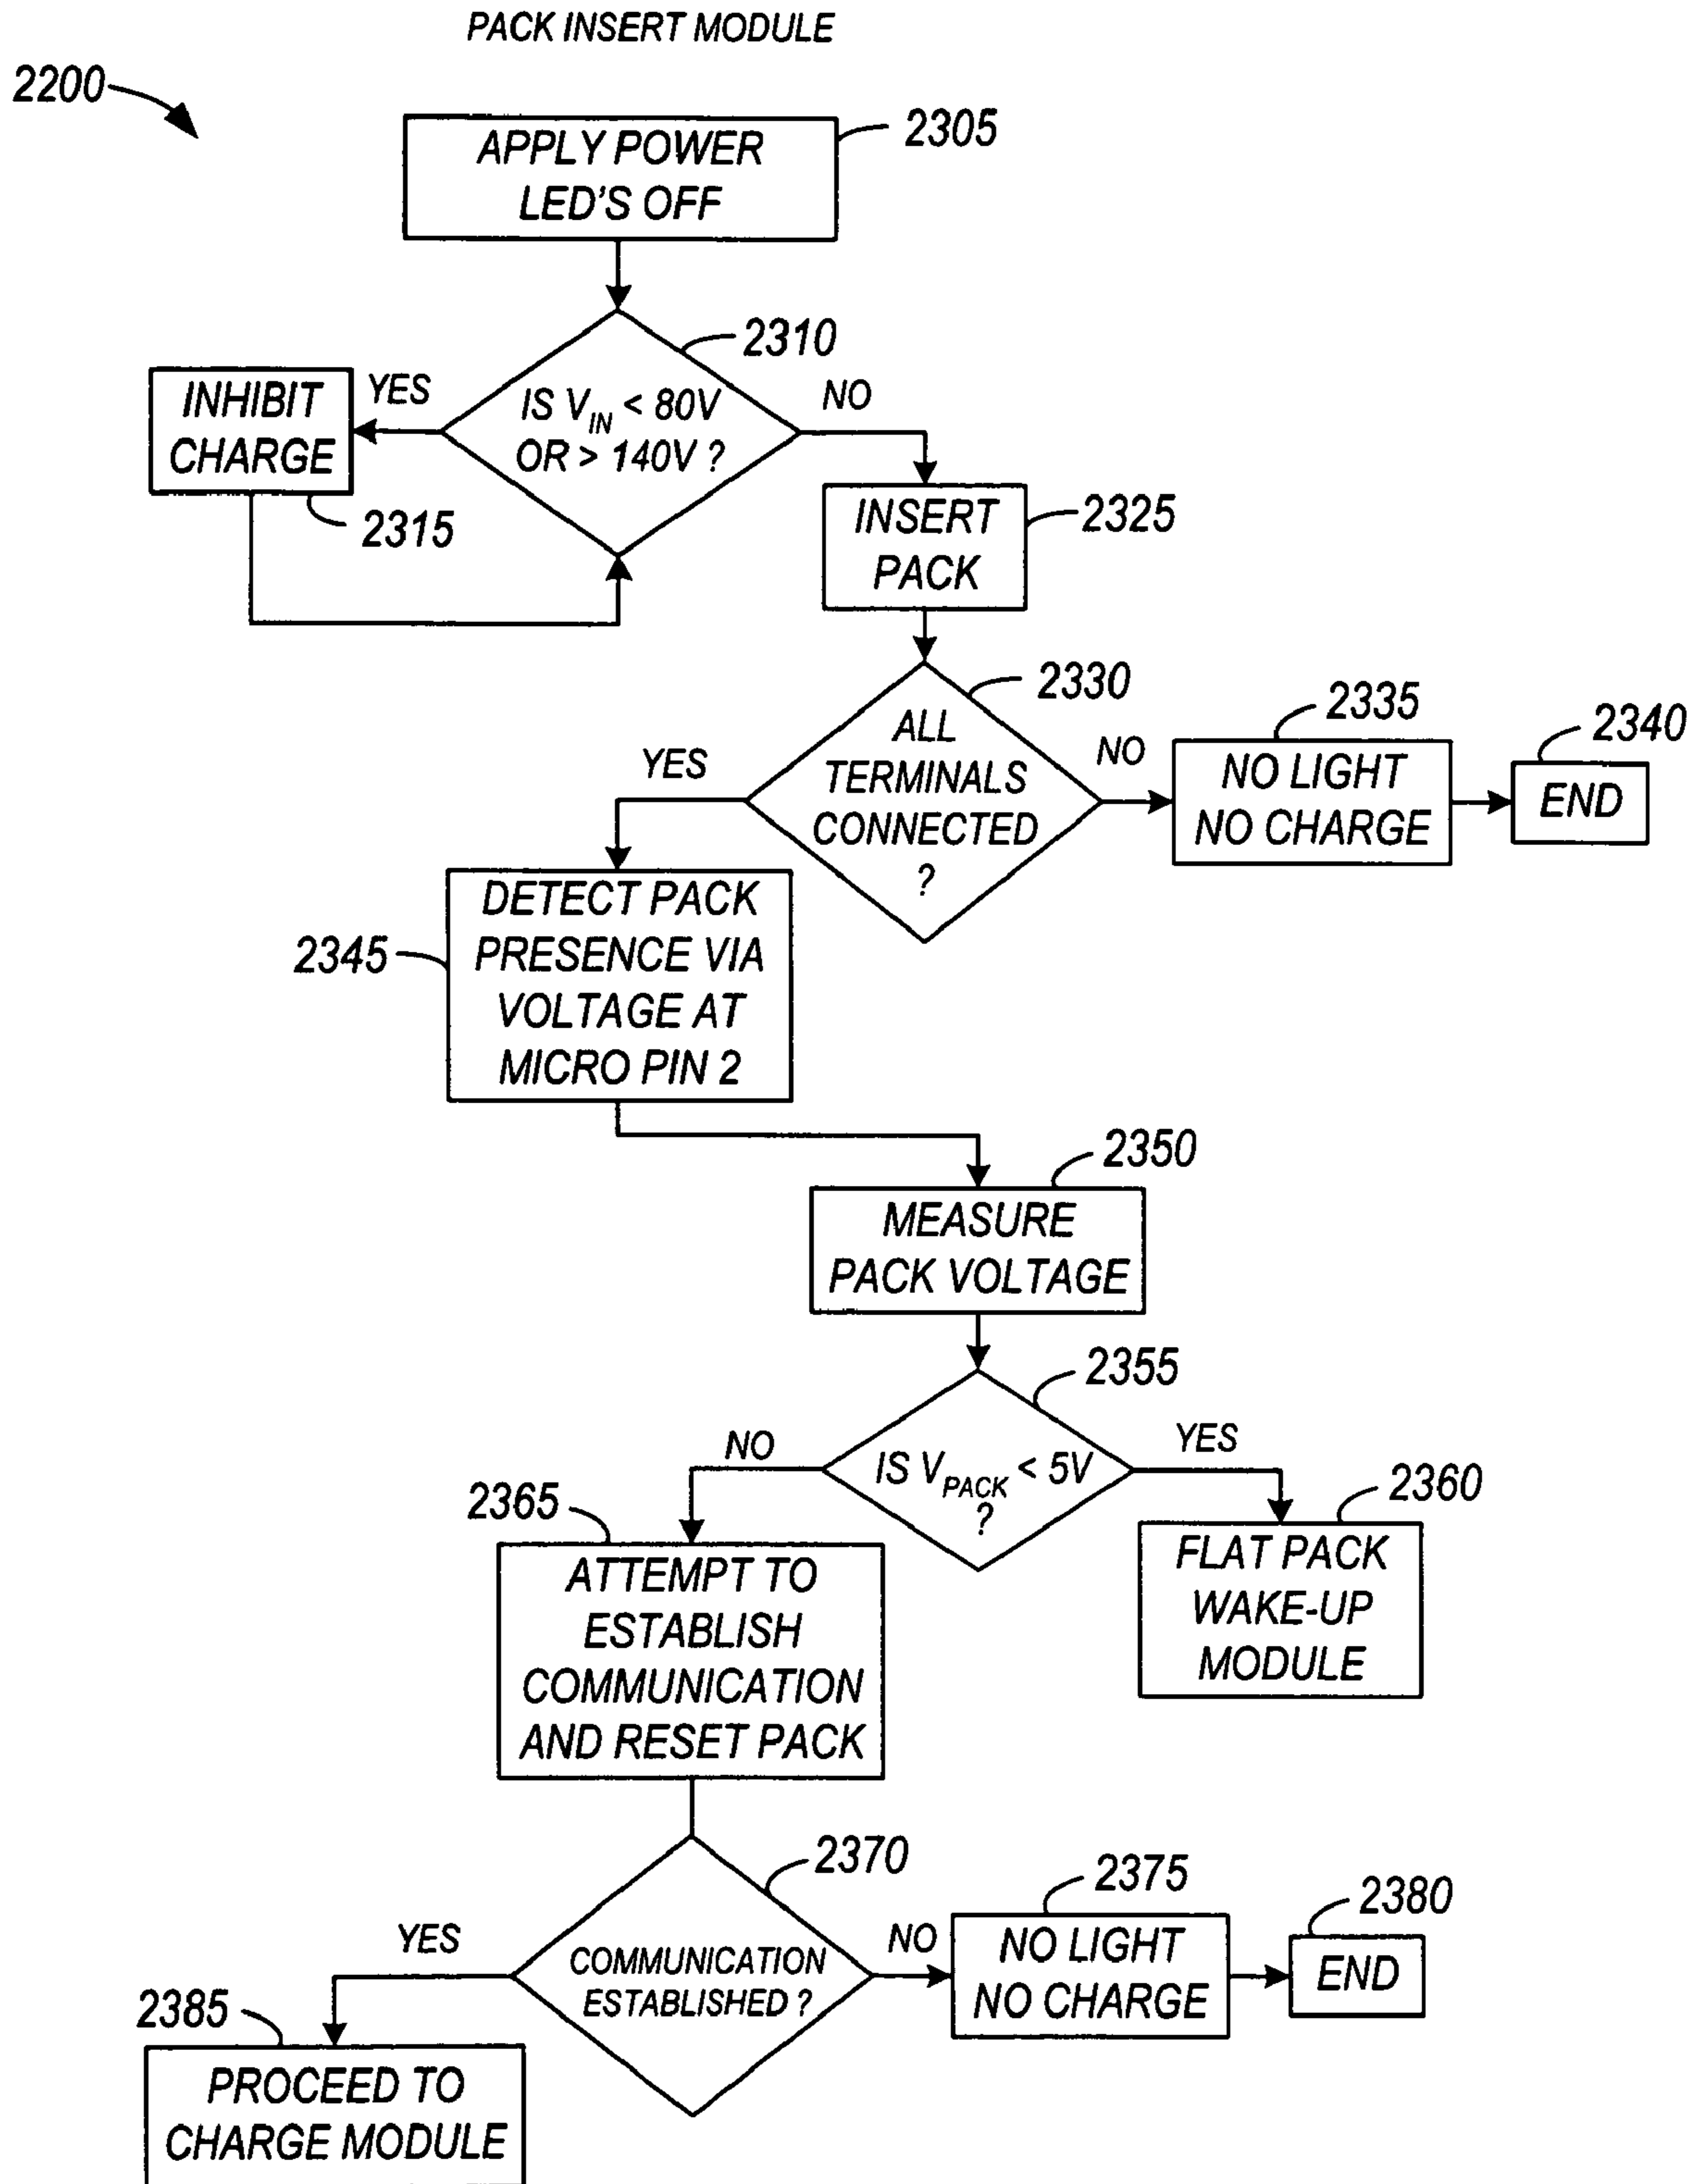 PACK INSERT MODULE
2200
2305
APPLY POWER
LED'S OFF
2310
IS V_IN < 80V
OR > 140V ?
YES
NO
INHIBIT
CHARGE
2315
INSERT
PACK
2325
2330
ALL
TERMINALS
CONNECTED
?
YES
NO
2335
NO LIGHT
NO CHARGE
2340
END
2345
DETECT PACK
PRESENCE VIA
VOLTAGE AT
MICRO PIN 2
2350
MEASURE
PACK VOLTAGE
2355
IS V_PACK < 5V
?
NO
YES
2360
FLAT PACK
WAKE-UP
MODULE
2365
ATTEMPT TO
ESTABLISH
COMMUNICATION
AND RESET PACK
2370
COMMUNICATION
ESTABLISHED ?
YES
NO
2375
NO LIGHT
NO CHARGE
2380
END
2385
PROCEED TO
CHARGE MODULE